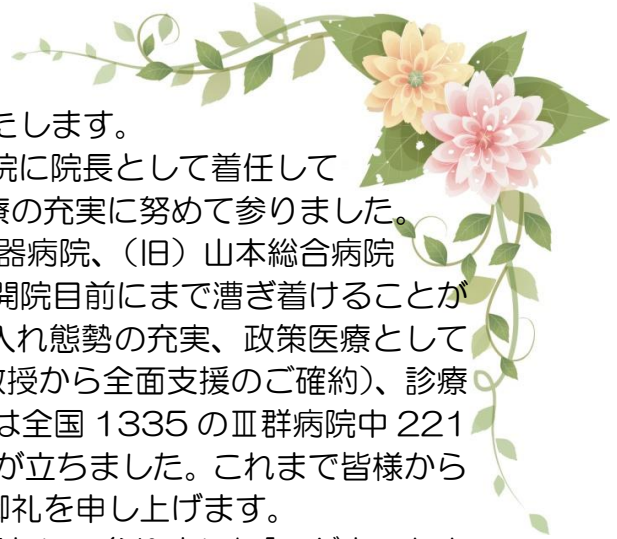 たします。
院に院長として着任して
療の充実に努めて参りました。
器病院、（旧）山本総合病院
開院目前にまで漕ぎ着けることが
入れ態勢の充実、政策医療として
教授から全面支援のご確約）、診療
は全国 1335 のⅢ群病院中 221
が立ちました。これまで皆様から
御礼を申し上げます。